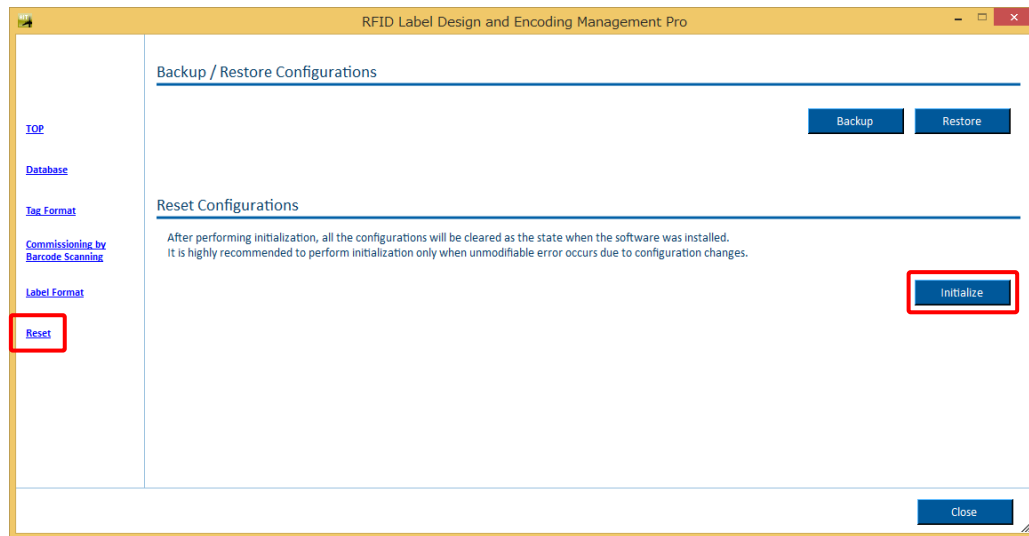 RFID Label Design and Encoding Management Pro
Backup / Restore Configurations
Backup
Restore
TOP
Database
Tag Format
Commissioning by
Barcode Scanning
Label Format
Reset
Reset Configurations
After performing initialization, all the configurations will be cleared as the state when the software was installed.
It is highly recommended to perform initialization only when unmodifiable error occurs due to configuration changes.
Initialize
Close